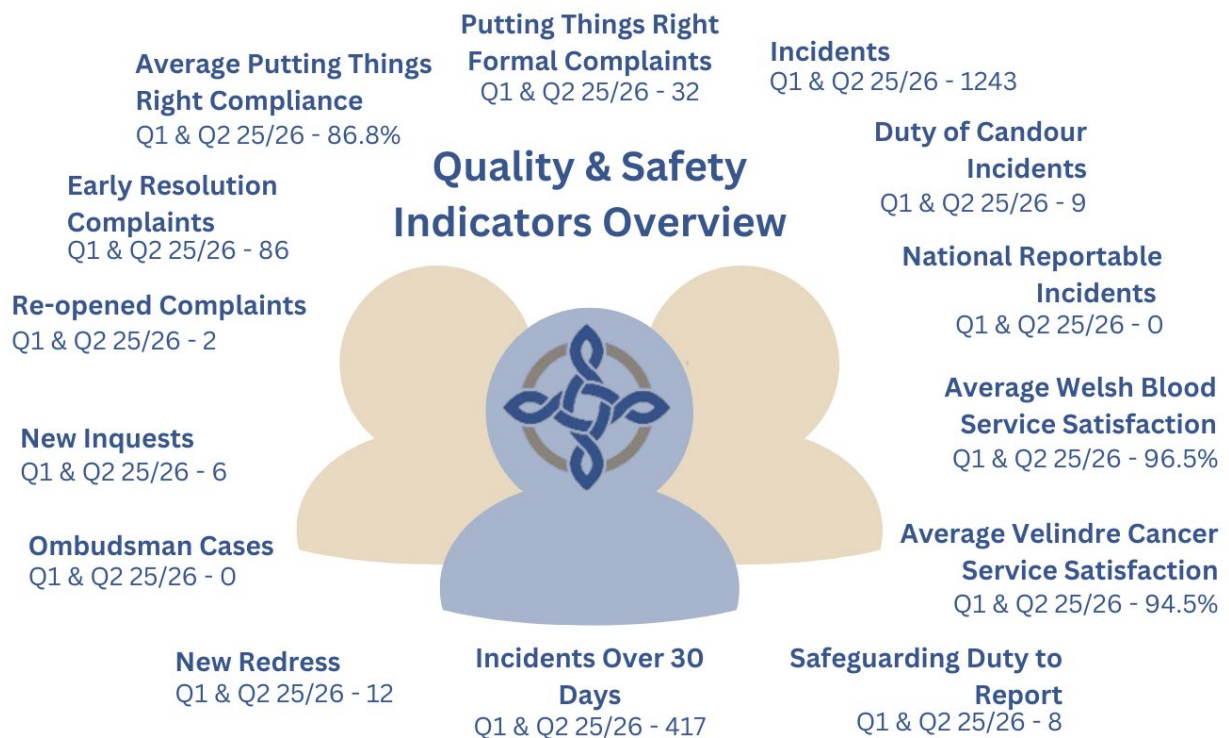 Putting Things Right
Formal Complaints
Q1 & Q2 25/26 - 32
Incidents
Q1 & Q2 25/26 - 1243
Average Putting Things
Right Compliance
Q1 & Q2 25/26 - 86.8%
Duty of Candour
Incidents
Q1 & Q2 25/26 - 9
Quality & Safety
Indicators Overview
Early Resolution
Complaints
Q1 & Q2 25/26 - 86
National Reportable
Incidents
Q1 & Q2 25/26 - 0
Re-opened Complaints
Q1 & Q2 25/26 - 2
Average Welsh Blood
Service Satisfaction
Q1 & Q2 25/26 - 96.5%
New Inquests
Q1 & Q2 25/26 - 6
Average Velindre Cancer
Service Satisfaction
Q1 & Q2 25/26 - 94.5%
Ombudsman Cases
Q1 & Q2 25/26 - 0
New Redress
Q1 & Q2 25/26 - 12
Incidents Over 30
Days
Q1 & Q2 25/26 - 417
Safeguarding Duty to
Report
Q1 & Q2 25/26 - 8